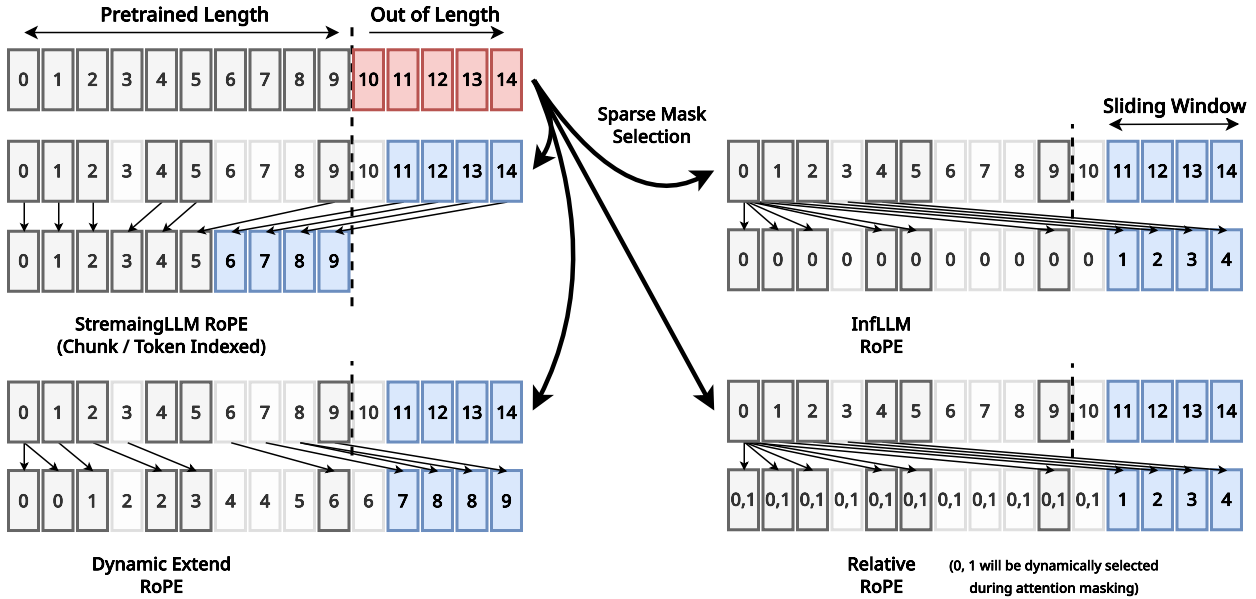 Pretrained Length Out of Length
0 1 2 3 4 5 6 7 8 9 10 11 12 13 14
0 1 2 3 4 5 6 7 8 9 10 11 12 13 14
0 1 2 3 4 5 6 7 8 9
StremaingLLM RoPE
(Chunk / Token Indexed)
0 1 2 3 4 5 6 7 8 9 10 11 12 13 14
0 0 1 2 2 3 4 4 5 6 6 7 8 8 9
Dynamic Extend
RoPE
Sparse Mask
Selection
Sliding Window
0 1 2 3 4 5 6 7 8 9 10 11 12 13 14
0 0 0 0 0 0 0 0 0 0 0 1 2 3 4
InfLLM
RoPE
0 1 2 3 4 5 6 7 8 9 10 11 12 13 14
0,1 0,1 0,1 0,1 0,1 0,1 0,1 0,1 0,1 0,1 0,1 1 2 3 4
Relative
RoPE
(0, 1 will be dynamically selected
during attention masking)